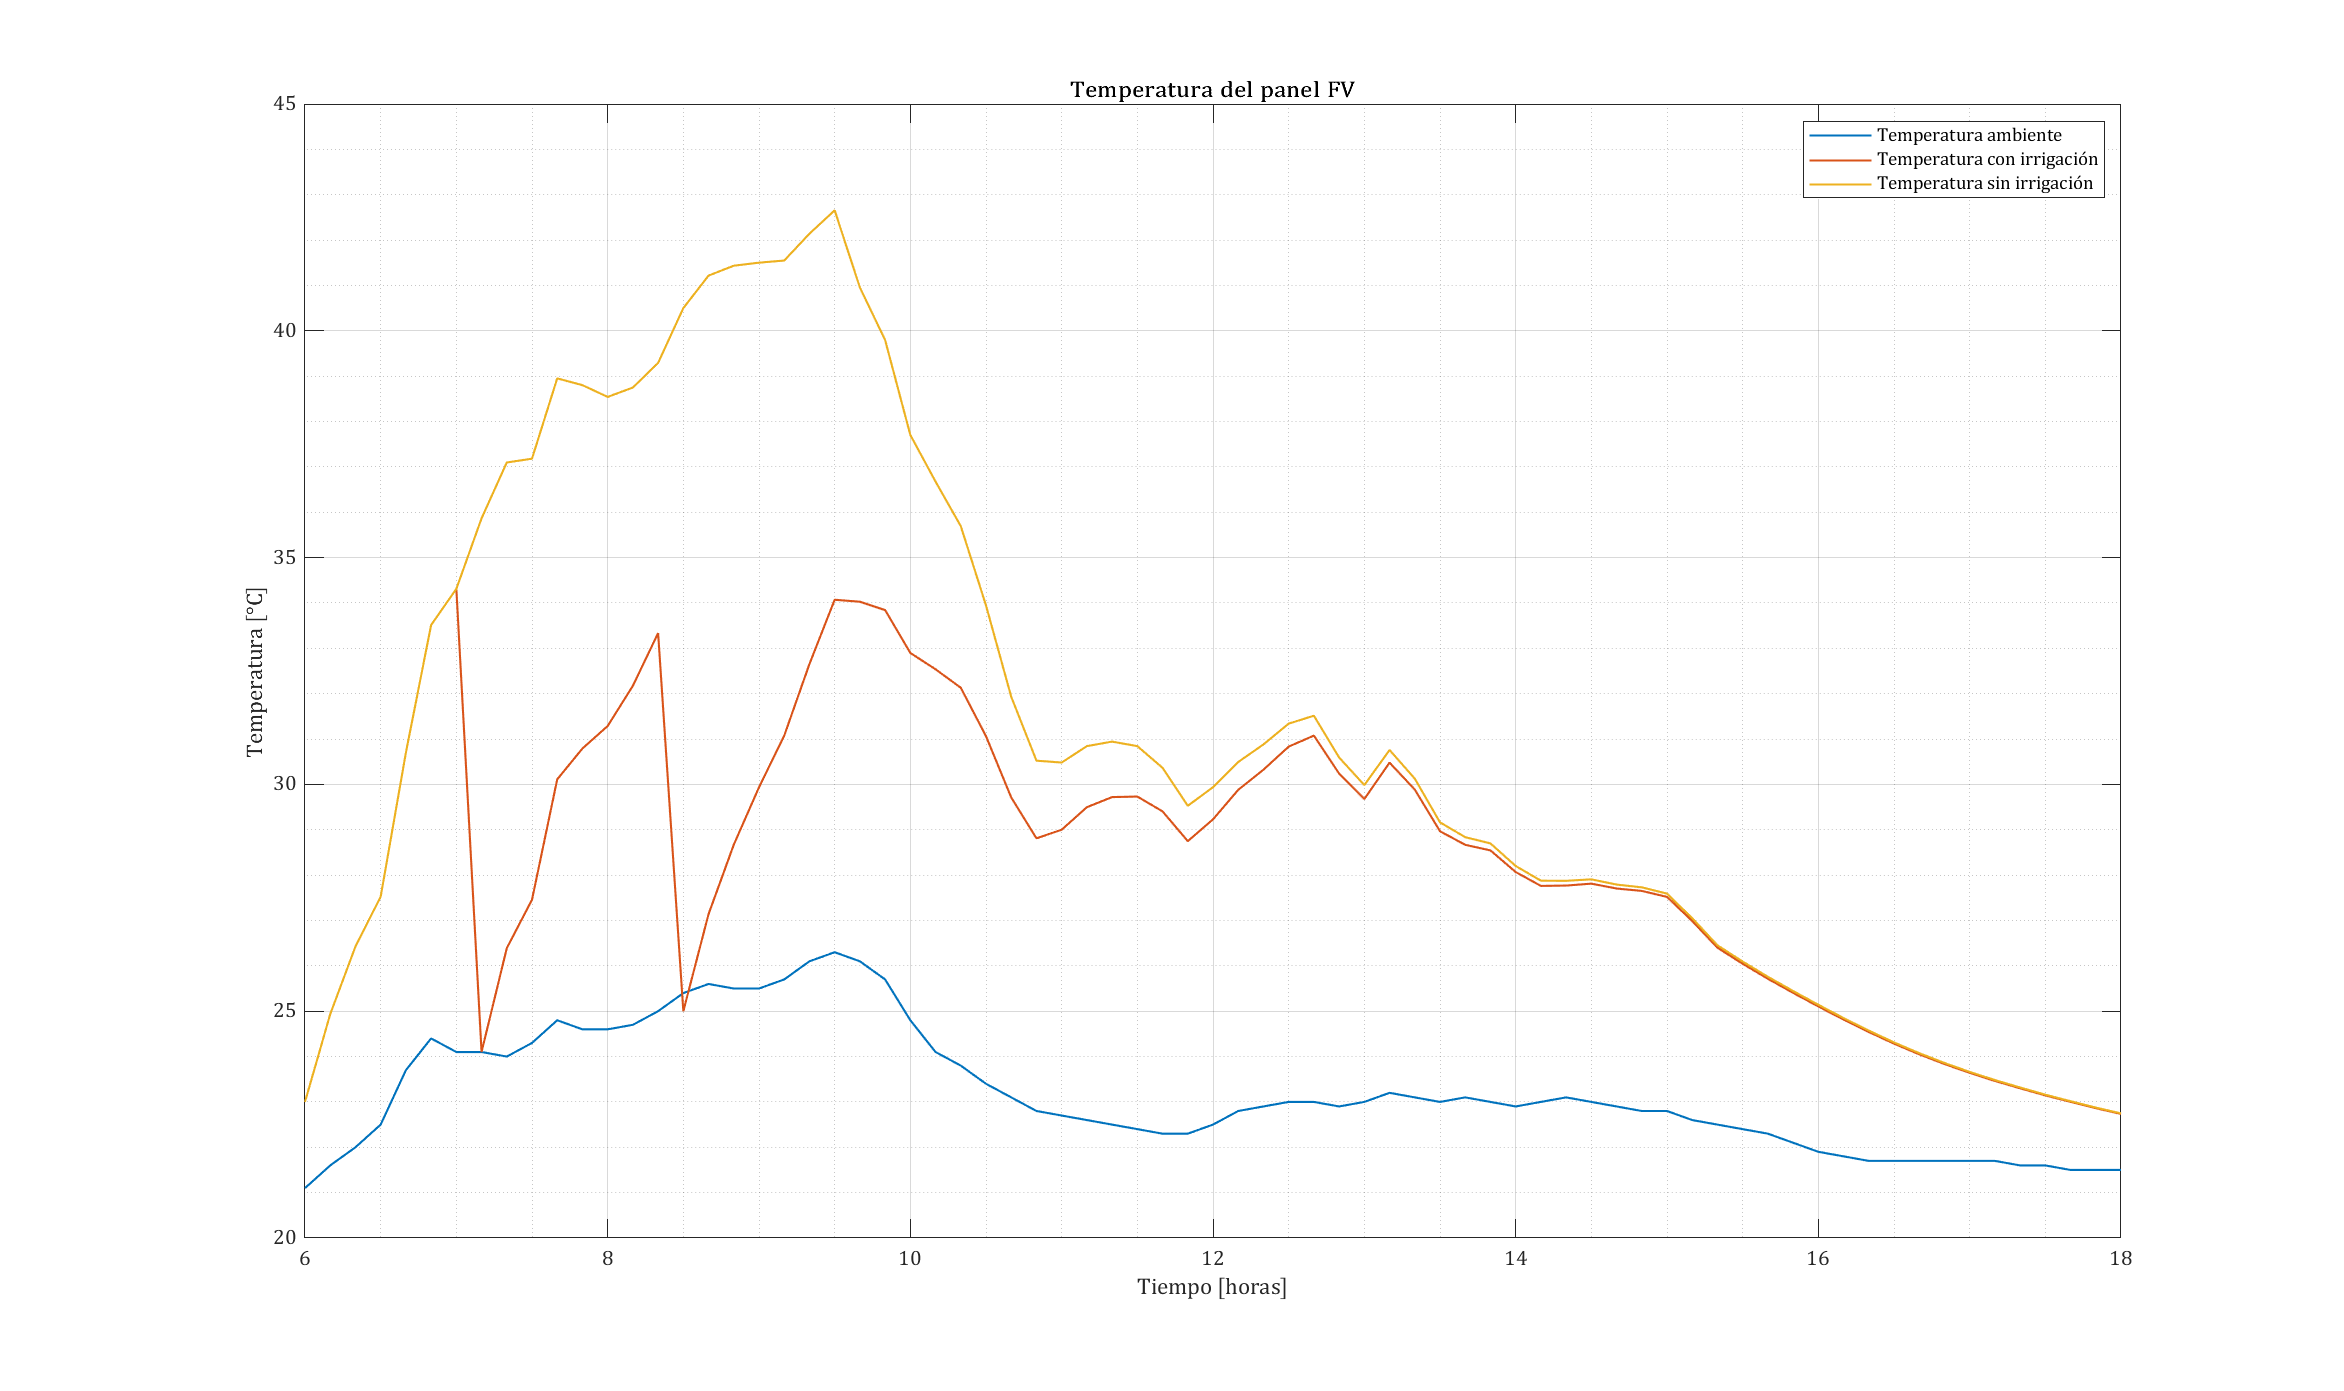 Temperatura del panel FV
45
40
35
30
25
20
Temperatura [°C]
Temperatura ambiente
Temperatura con irrigación
Temperatura sin irrigación
6 8 10 12 14 16 18
Tiempo [horas]